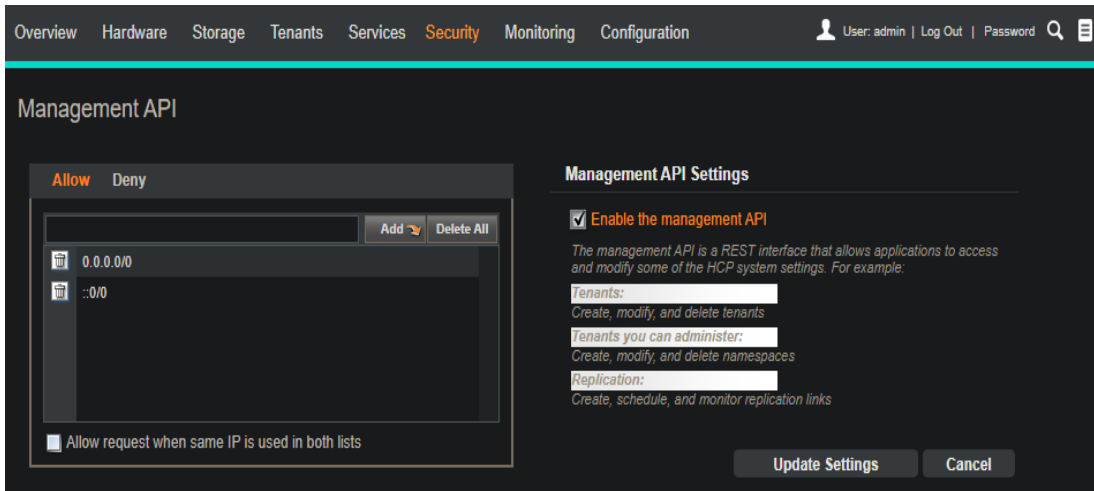 Overview Hardware Storage Tenants Services Security Monitoring Configuration User: admin | Log Out | Password
Management API
Allow Deny
Add Delete All
0.0.0.0/0
::0/0
Allow request when same IP is used in both lists
Management API Settings
Enable the management API
The management API is a REST interface that allows applications to access
and modify some of the HCP system settings. For example:
Tenants:
Create, modify, and delete tenants
Tenants you can administer:
Create, modify, and delete namespaces
Replication:
Create, schedule, and monitor replication links
Update Settings Cancel